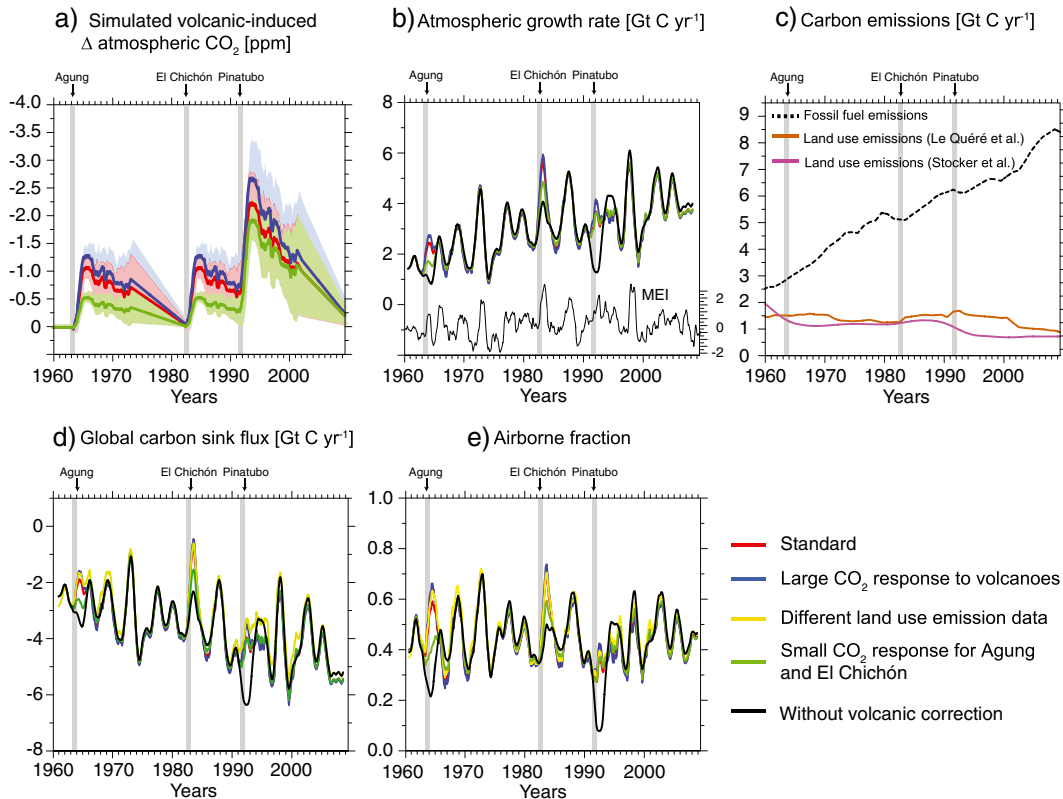 a) Simulated volcanic-induced
Δ atmospheric CO2 [ppm]
Agung El Chichón Pinatubo
-4.0
-3.5
-3.0
-2.5
-2.0
-1.5
-1.0
-0.5
0
1960 1970 1980 1990 2000
Years
b) Atmospheric growth rate [Gt C yr-1]
Agung El Chichón Pinatubo
8
6
4
2
0
MEI
2
0
-2
1960 1970 1980 1990 2000
Years
c) Carbon emissions [Gt C yr-1]
Agung El Chichón Pinatubo
9
8
7
6
5
4
3
2
1
0
Fossil fuel emissions
Land use emissions (Le Quéré et al.)
Land use emissions (Stocker et al.)
1960 1970 1980 1990 2000
Years
d) Global carbon sink flux [Gt C yr-1]
Agung El Chichón Pinatubo
0
-2
-4
-6
-8
1960 1970 1980 1990 2000
Years
e) Airborne fraction
Agung El Chichón Pinatubo
1.0
0.8
0.6
0.4
0.2
0.0
1960 1970 1980 1990 2000
Years
Standard
Large CO2 response to volcanoes
Different land use emission data
Small CO2 response for Agung
and El Chichón
Without volcanic correction